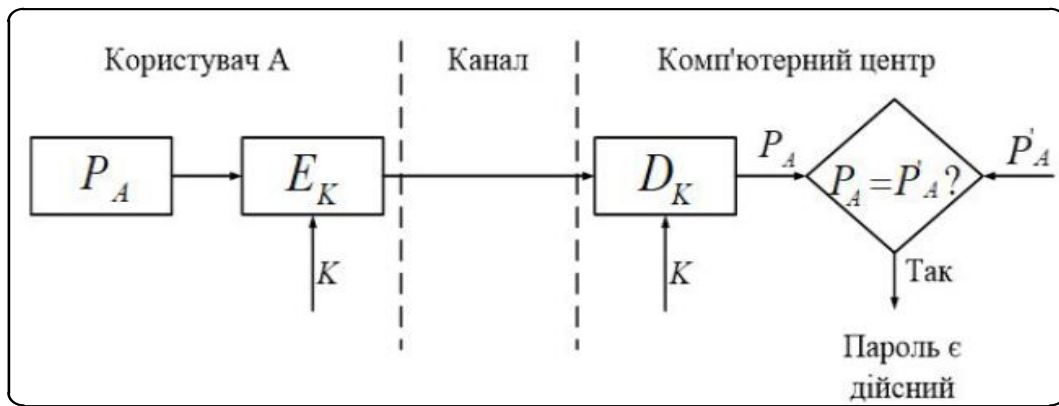 Користувач А
Канал
Комп'ютерний центр
P_A
E_K
D_K
P_A
P'_A
P_A = P'_A ?
K
K
Так
Пароль є
дійсний